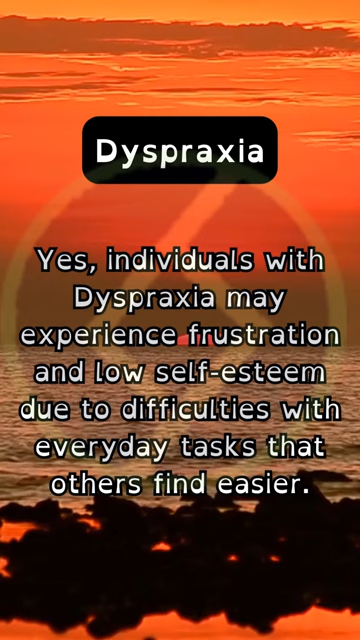 Dyspraxia
Yes, individuals with
Dyspraxia may
experience frustration
and low self-esteem
due to difficulties with
everyday tasks that
others find easier.